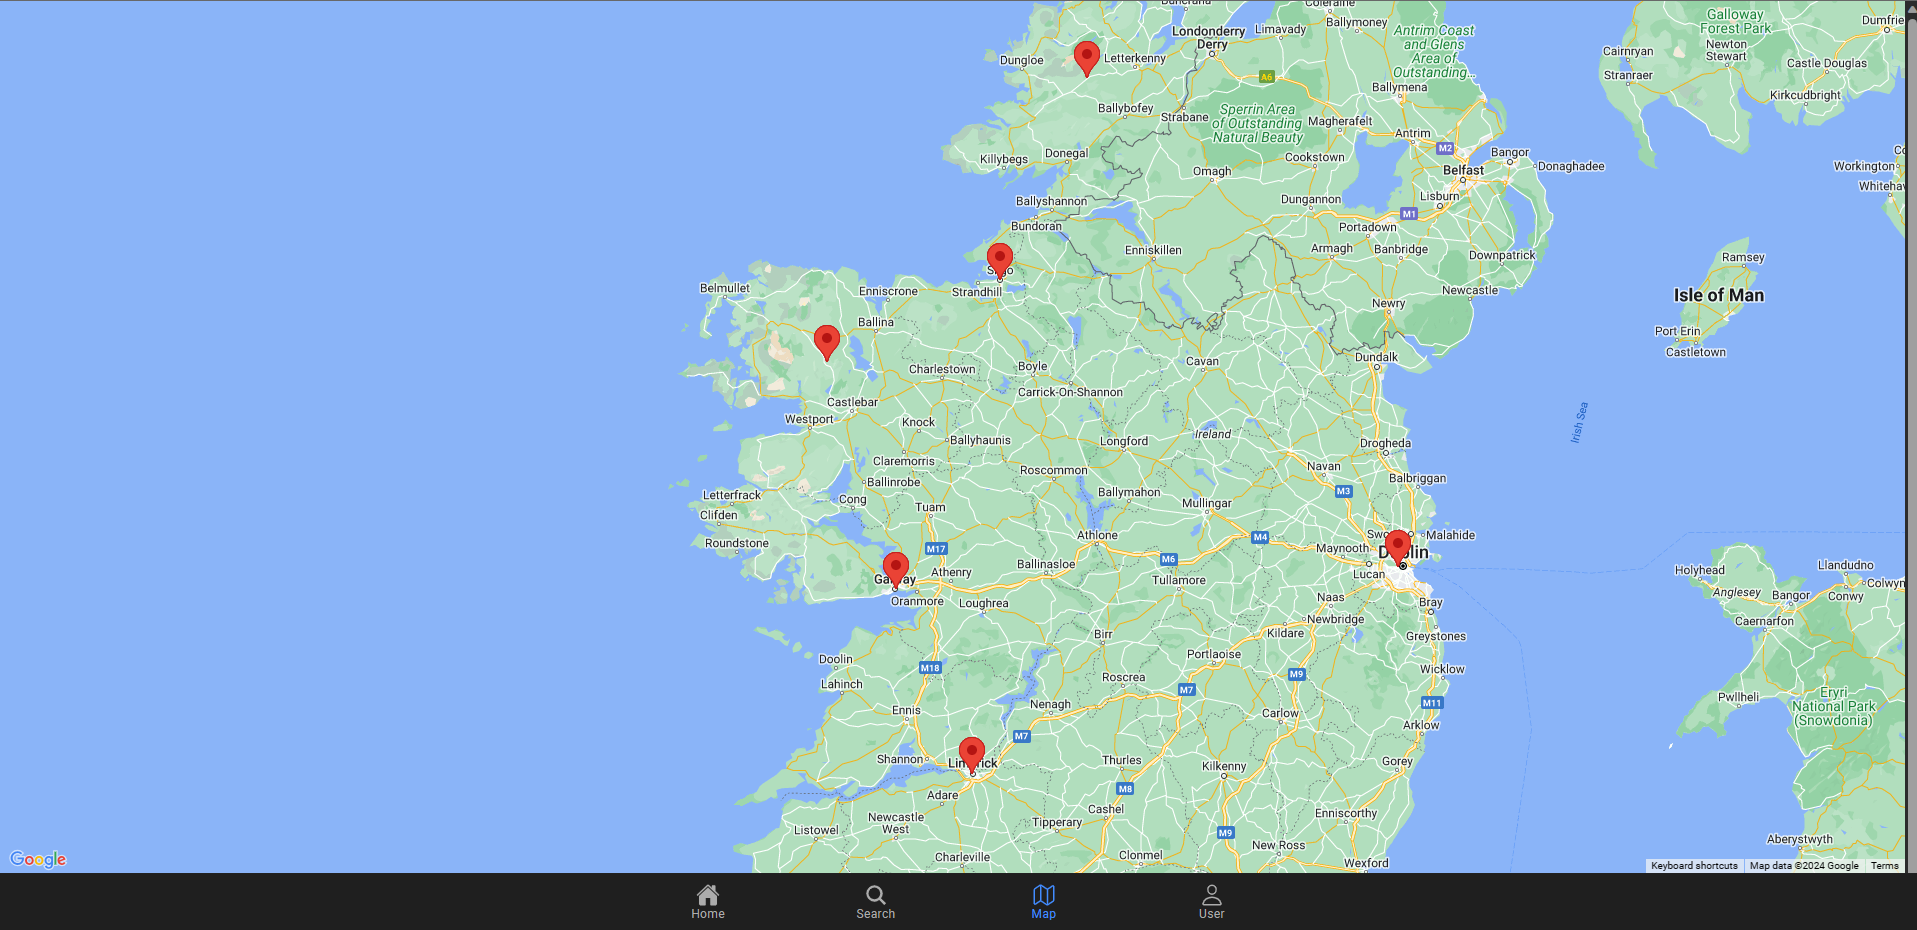 Buncrana
Coleraine
Londonderry
Derry
Limavady
Ballymoney
Antrim Coast
and Glens
Area of
Outstanding...
Galloway
Forest Park
Newton
Stewart
Cairnryan
Stranraer
Castle Douglas
Kirkcudbright
Dumfrie
Dungloe
Letterkenny
A6
Ballymena
Ballybofey
Strabane
Sperrin Area
of Outstanding
Natural Beauty
Magherafelt
Antrim
M2
Bangor
Donaghadee
Workington
Whitehav
Killybegs
Donegal
Omagh
Cookstown
Belfast
Lisburn
Dungannon
M1
Ballyshannon
Bundoran
Portadown
Enniskillen
Armagh
Banbridge
Downpatrick
Ramsey
Isle of Man
Port Erin
Castletown
Belmullet
Enniscrone
Strandhill
Newcastle
Newry
Ballina
Charlestown
Boyle
Cavan
Dundalk
Carrick-On-Shannon
Castlebar
Westport
Knock
Ballyhaunis
Longford
Ireland
Drogheda
Irish Sea
Claremorris
Roscommon
Navan
Balbriggan
Ballinrobe
M3
Letterfrack
Cong
Ballymahon
Mullingar
Clifden
Tuam
Roundstone
M17
Athlone
M4
Malahide
Maynooth
M6
Lucan
Athenry
Ballinasloe
Tullamore
Oranmore
Loughrea
Naas
Bray
Newbridge
Holyhead
Llandudno
Anglesey
Bangor
Conwy
Colwyn
Caernarfon
Birr
Kildare
Greystones
Doolin
M18
Portlaoise
Wicklow
Lahinch
Roscrea
M9
M7
Pwllheli
Eryri
National Park
(Snowdonia)
Ennis
Nenagh
Carlow
M11
Arklow
M7
Shannon
Thurles
Kilkenny
Gorey
Adare
M8
Cashel
Newcastle
West
Listowel
Tipperary
Enniscorthy
M9
Aberystwyth
Charleville
Clonmel
New Ross
Wexford
Google
Keyboard shortcuts
Map data ©2024 Google
Terms
Home
Search
Map
User